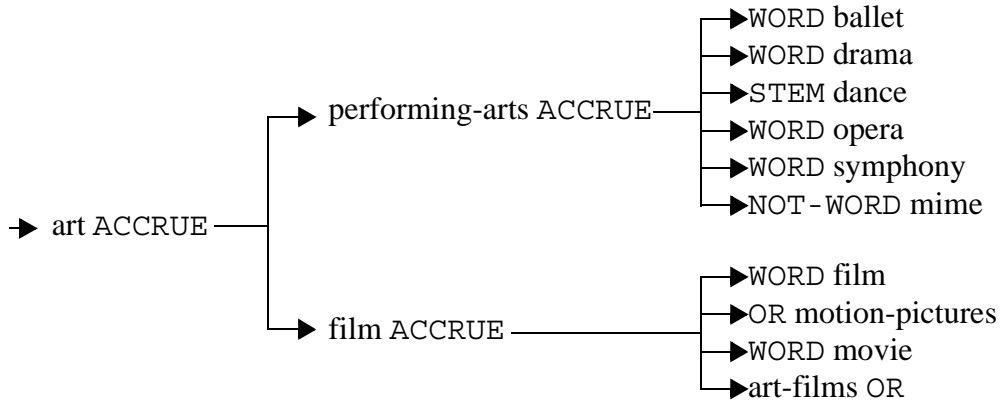 WORD ballet
WORD drama
STEM dance
performing-arts ACCRUE
WORD opera
WORD symphony
NOT-WORD mime
art ACCRUE
WORD film
OR motion-pictures
film ACCRUE
WORD movie
art-films OR